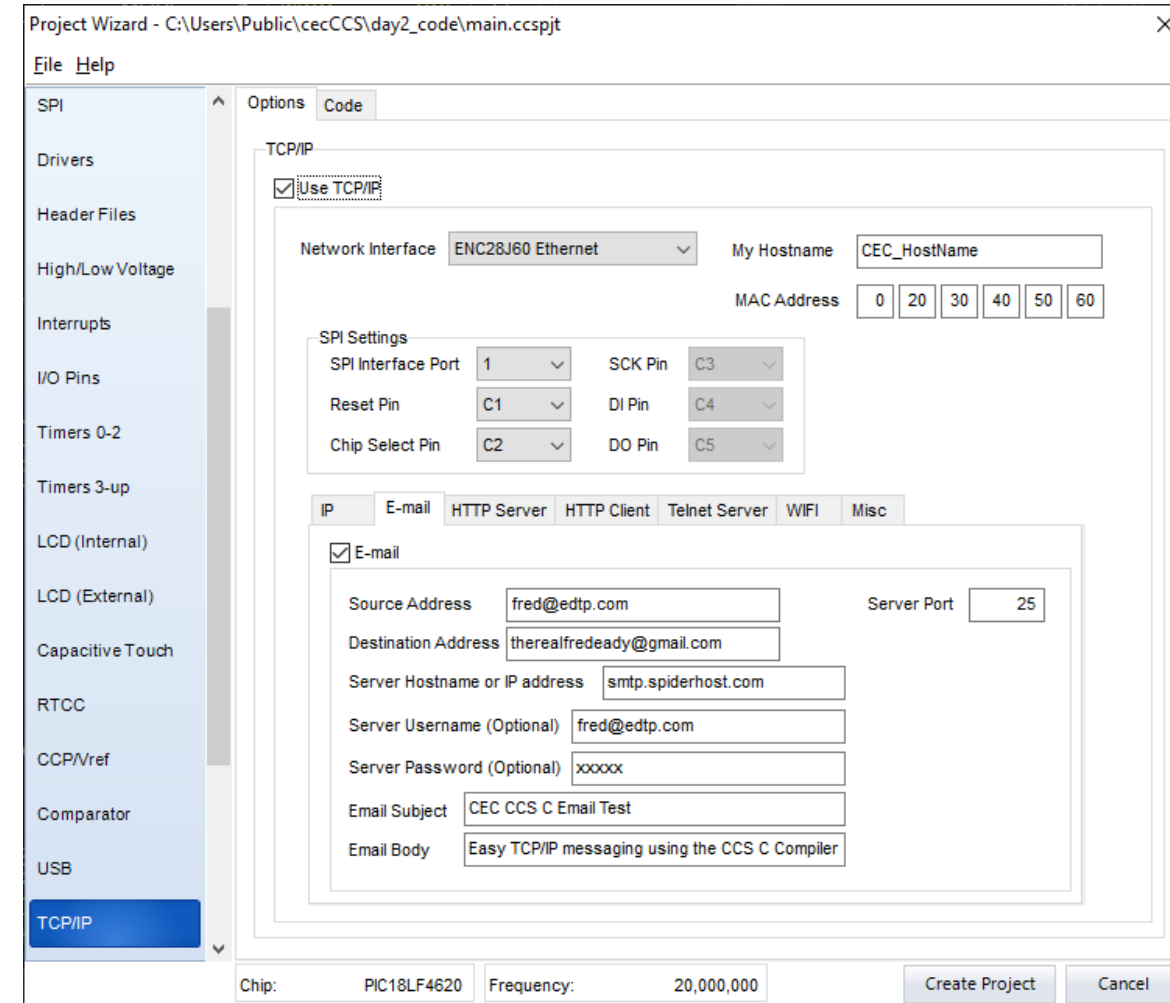 Project Wizard - C:\Users\Public\cecCCS\day2_code\main.ccspjt
File Help
SPI
Drivers
Header Files
High/Low Voltage
Interrupts
I/O Pins
Timers 0-2
Timers 3-up
LCD (Internal)
LCD (External)
Capacitive Touch
RTCC
CCP/Vref
Comparator
USB
TCP/IP
Options Code
TCP/IP
Use TCP/IP
Network Interface ENC28J60 Ethernet My Hostname CEC_HostName
MAC Address 0 20 30 40 50 60
SPI Settings
SPI Interface Port 1 SCK Pin C3
Reset Pin C1 DI Pin C4
Chip Select Pin C2 DO Pin C5
IP E-mail HTTP Server HTTP Client Telnet Server WIFI Misc
E-mail
Source Address fred@edtp.com Server Port 25
Destination Address therealfredeady@gmail.com
Server Hostname or IP address smtp.spiderhost.com
Server Username (Optional) fred@edtp.com
Server Password (Optional) xxxxx
Email Subject CEC CCS C Email Test
Email Body Easy TCP/IP messaging using the CCS C Compiler
Chip: PIC18LF4620 Frequency: 20,000,000 Create Project Cancel